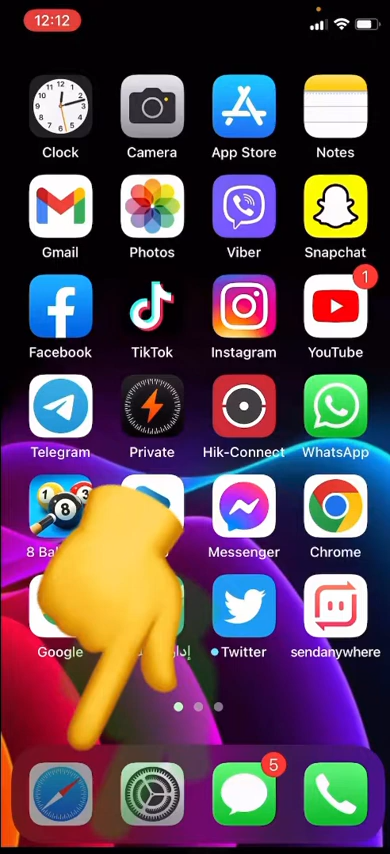 12:12
Clock
Camera
App Store
Notes
Gmail
Photos
Viber
Snapchat
1
Facebook
TikTok
Instagram
YouTube
Telegram
Private
Hik-Connect
WhatsApp
8
Messenger
Chrome
Google
Twitter
sendanywhere
5